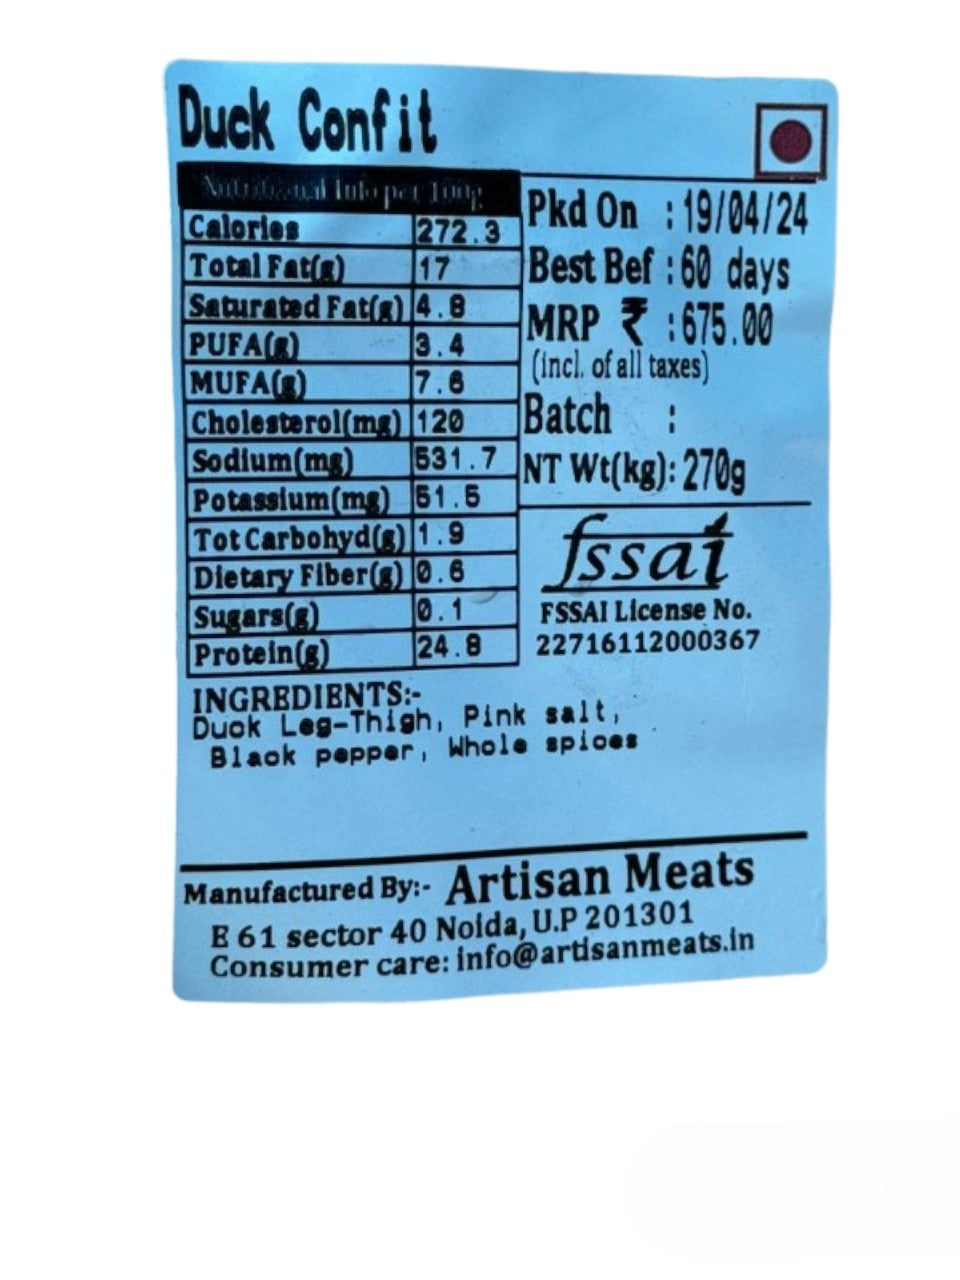 Duck Confit
Nutritional Info per 100g
Calories 272.3
Total Fat(g) 17
Saturated Fat(g) 4.8
PUFA(g) 3.4
MUFA(g) 7.6
Cholesterol(mg) 120
Sodium(mg) 531.7
Potassium(mg) 51.5
Tot Carbohyd(g) 1.9
Dietary Fiber(g) 0.6
Sugars(g) 0.1
Protein(g) 24.8
Pkd On : 19/04/24
Best Bef : 60 days
MRP ₹ : 675.00
(incl. of all taxes)
Batch :
NT Wt(kg): 270g
fssai
FSSAI License No.
22716112000367
INGREDIENTS:-
Duck Leg-Thigh, Pink salt,
Black pepper, Whole spices
Manufactured By:- Artisan Meats
E 61 sector 40 Noida, U.P 201301
Consumer care: info@artisanmeats.in